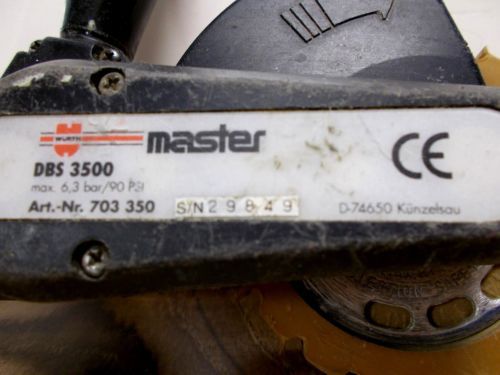 WÜRTH master
DBS 3500
max. 6,3 bar/90 PSI
Art.-Nr. 703 350 S/N 29849
D-74650 Künzelsau
CE